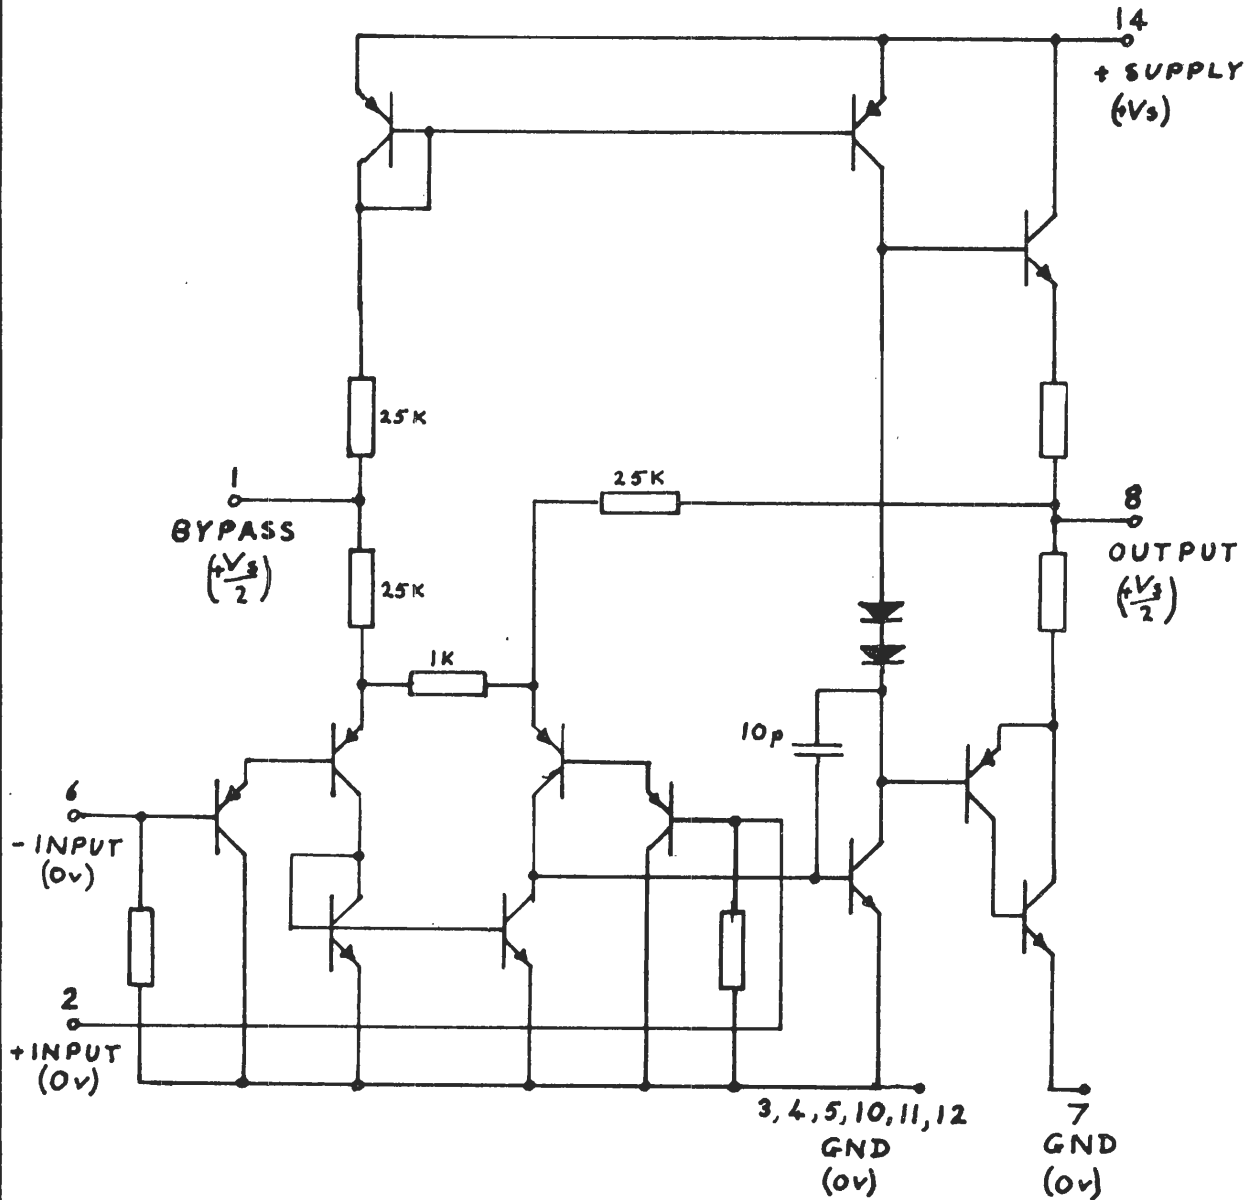 14
+ SUPPLY
(+Vs)
25K
1
BYPASS
(+Vs/2)
25K
25K
8
OUTPUT
(+Vs/2)
1K
10p
6
- INPUT
(0v)
2
+INPUT
(0v)
3,4,5,10,11,12
GND
(0v)
7
GND
(0v)